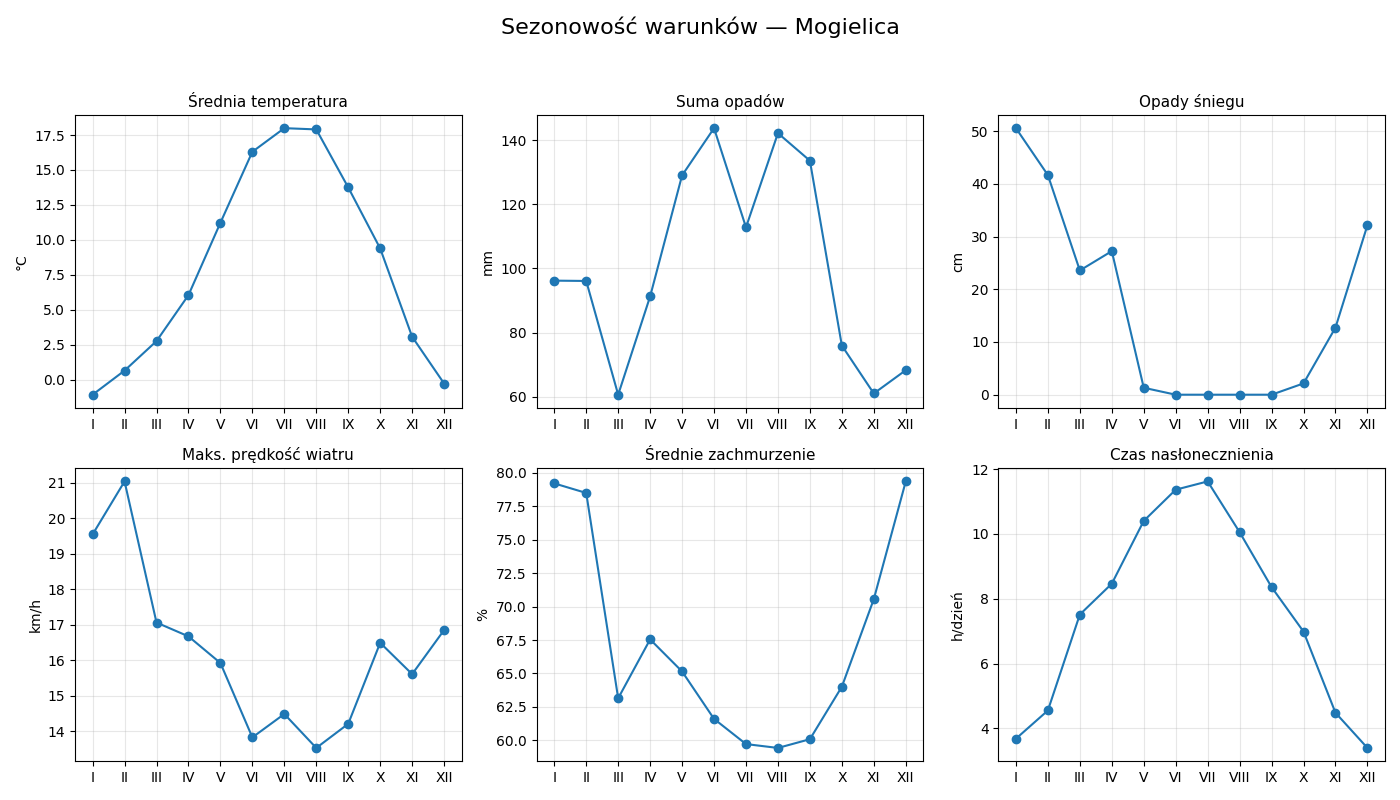 Sezonowość warunków — Mogielica
Średnia temperatura
°C
17.5
15.0
12.5
10.0
7.5
5.0
2.5
0.0
I II III IV V VI VII VIII IX X XI XII
Suma opadów
mm
140
120
100
80
60
I II III IV V VI VII VIII IX X XI XII
Opady śniegu
cm
50
40
30
20
10
0
I II III IV V VI VII VIII IX X XI XII
Maks. prędkość wiatru
km/h
21
20
19
18
17
16
15
14
I II III IV V VI VII VIII IX X XI XII
Średnie zachmurzenie
%
80.0
77.5
75.0
72.5
70.0
67.5
65.0
62.5
60.0
I II III IV V VI VII VIII IX X XI XII
Czas nasłonecznienia
h/dzień
12
10
8
6
4
I II III IV V VI VII VIII IX X XI XII